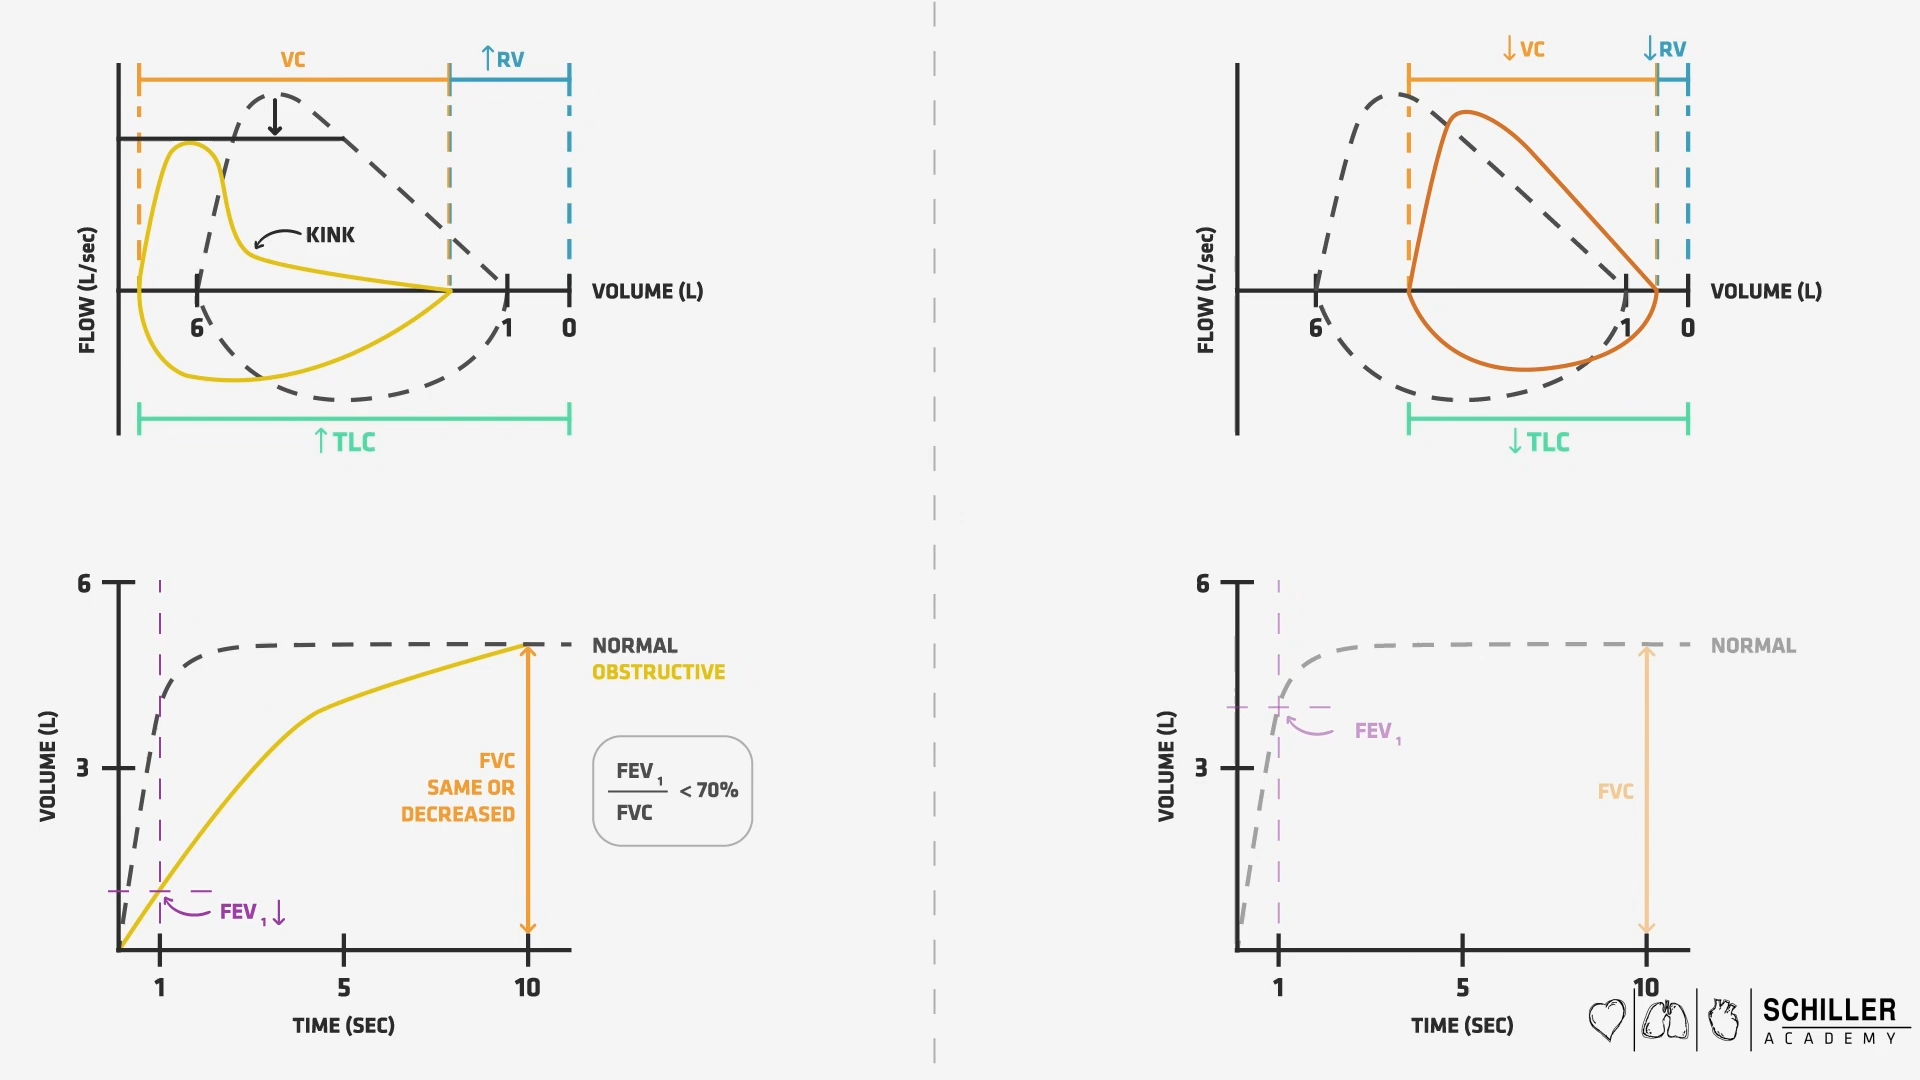 VC
↑RV
KINK
FLOW (L/sec)
VOLUME (L)
6
1
0
↑TLC
↓VC
↓RV
FLOW (L/sec)
VOLUME (L)
6
1
0
↓TLC
6
3
VOLUME (L)
NORMAL
OBSTRUCTIVE
FVC
SAME OR
DECREASED
FEV1
FVC
< 70%
FEV1↓
1
5
10
TIME (SEC)
6
3
VOLUME (L)
NORMAL
FEV1
FVC
1
5
10
TIME (SEC)
SCHILLER
ACADEMY